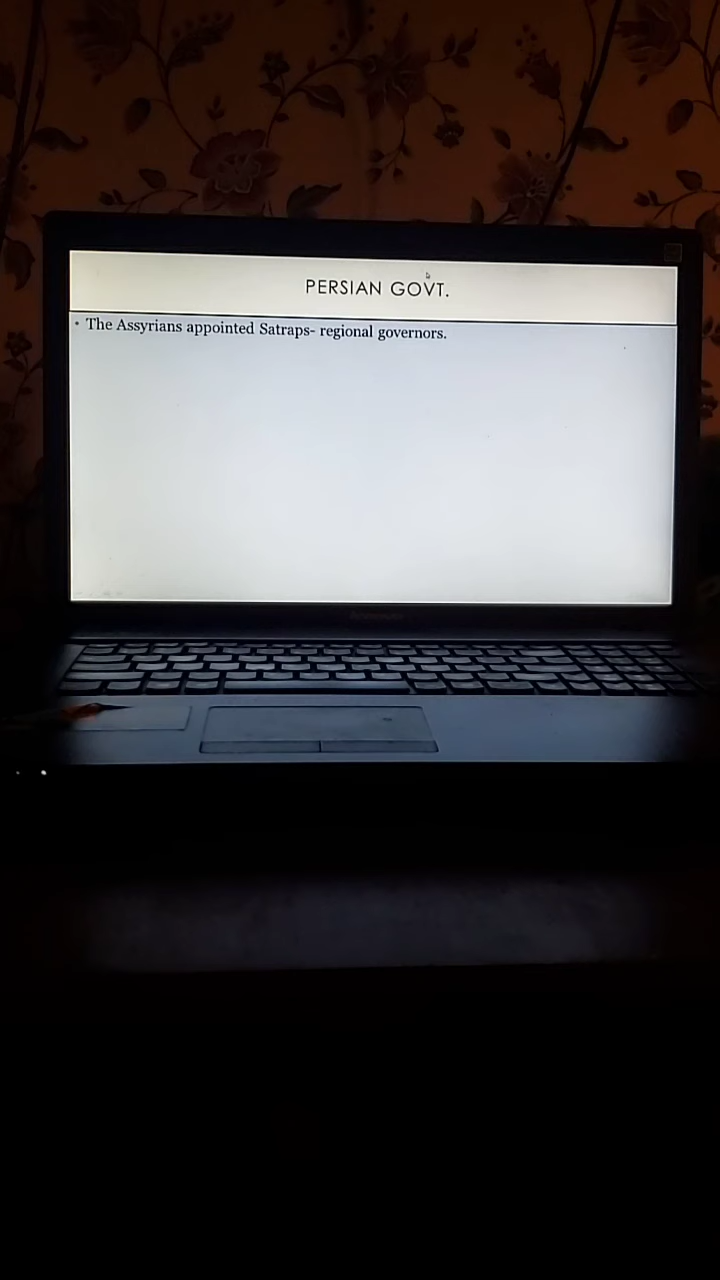 PERSIAN GOVT.
• The Assyrians appointed Satraps- regional governors.